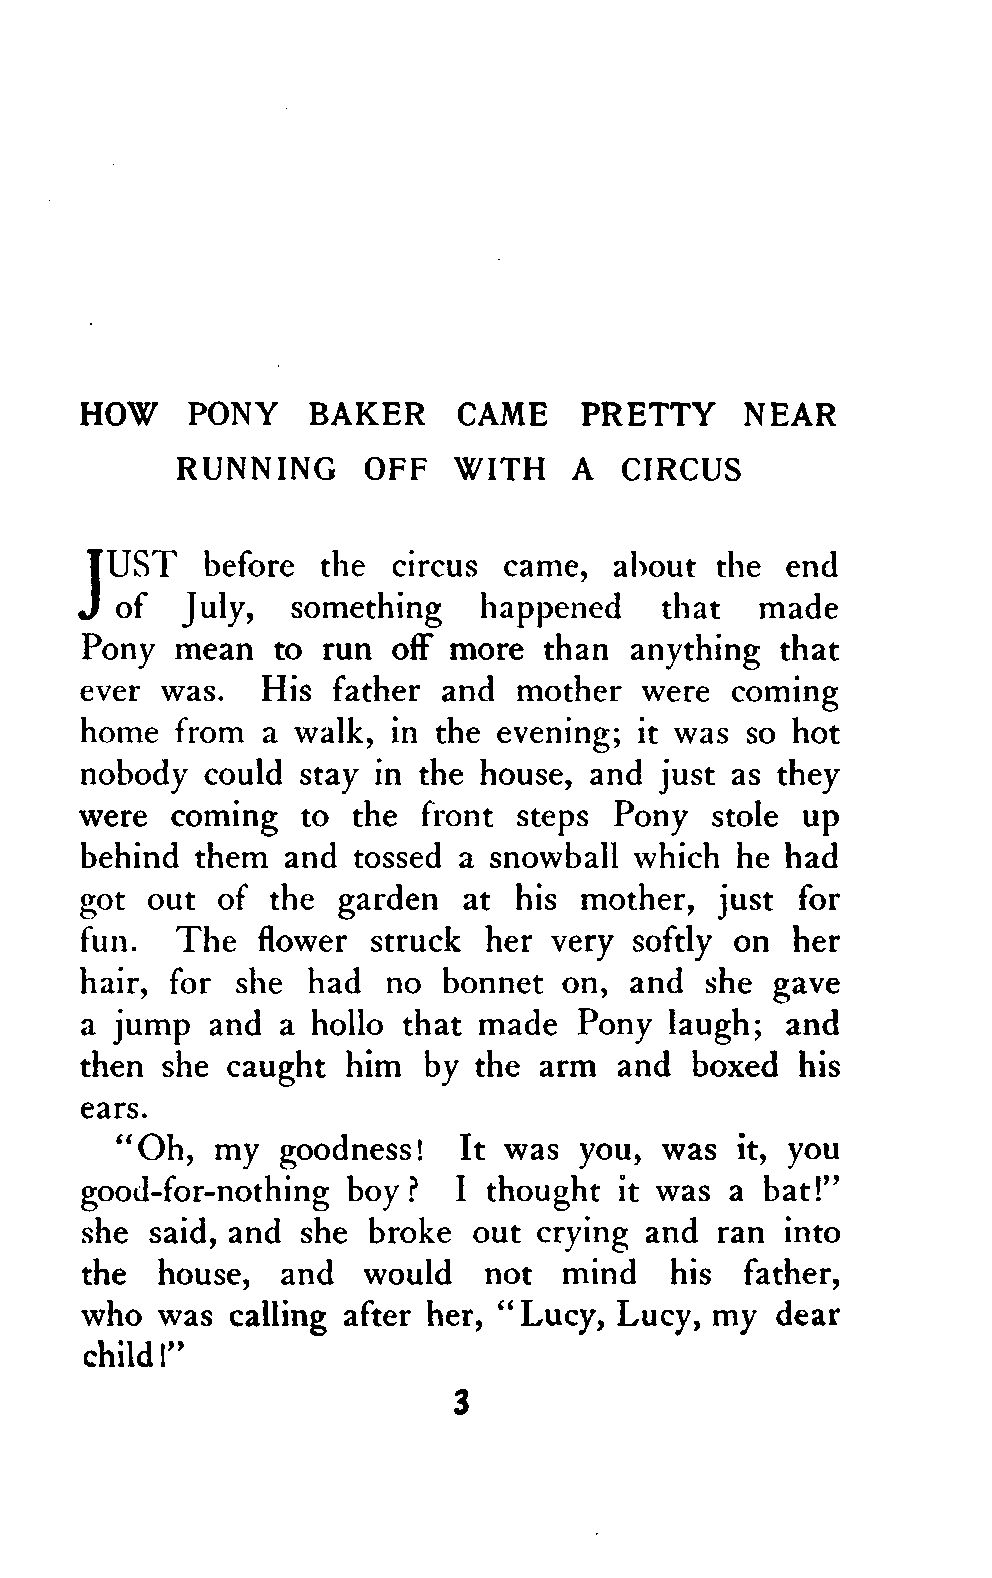 HOW PONY BAKER CAME PRETTY NEAR
RUNNING OFF WITH A CIRCUS
JUST before the circus came, about the end
of July, something happened that made
Pony mean to run off more than anything that
ever was. His father and mother were coming
home from a walk, in the evening; it was so hot
nobody could stay in the house, and just as they
were coming to the front steps Pony stole up
behind them and tossed a snowball which he had
got out of the garden at his mother, just for
fun. The flower struck her very softly on her
hair, for she had no bonnet on, and she gave
a jump and a hollo that made Pony laugh; and
then she caught him by the arm and boxed his
ears.
"Oh, my goodness! It was you, was it, you
good-for-nothing boy? I thought it was a bat!"
she said, and she broke out crying and ran into
the house, and would not mind his father,
who was calling after her, "Lucy, Lucy, my dear
child!"
3